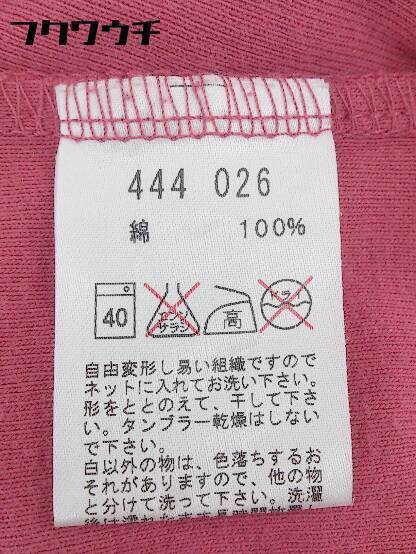 フクワウチ
444 026
綿 100%
40 エンソサラシ 高 ドライ
自由変形し易い組織ですので
ネットに入れてお洗い下さい。
形をととのえて、干して下さ
い。タンブラー乾燥はしない
で下さい。
白以外の物は、色落ちするお
それがありますので、他の物
と分けて洗って下さい。洗濯